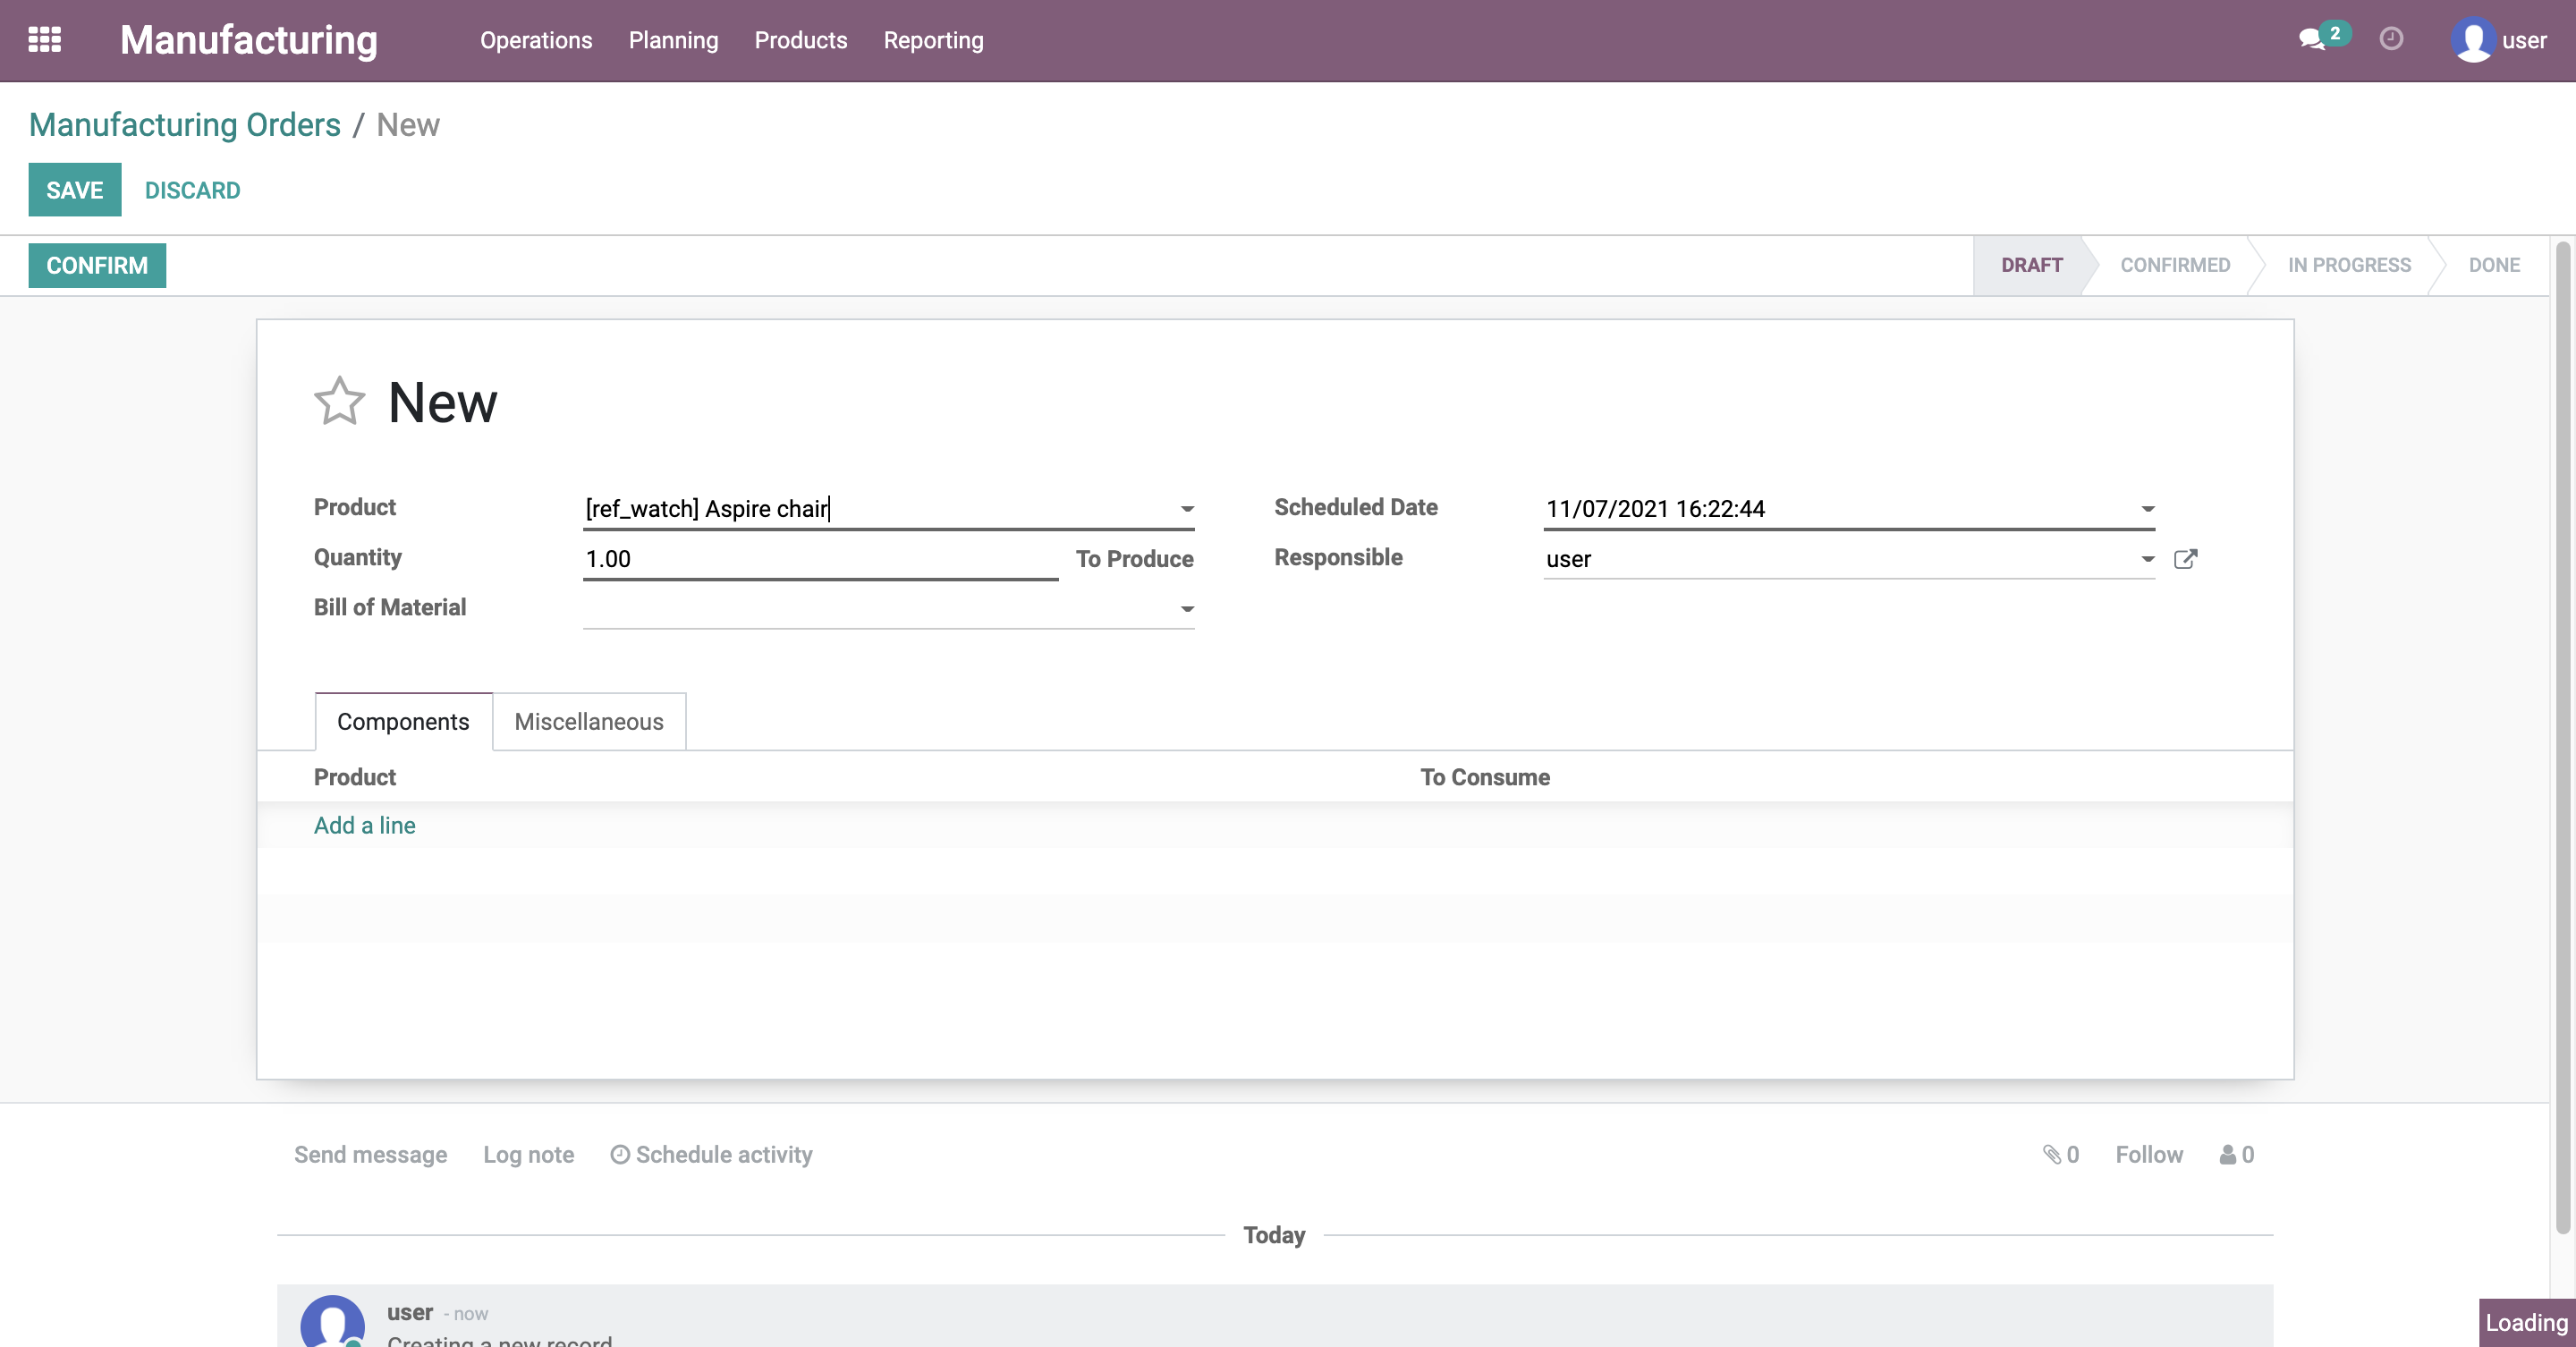 Manufacturing Operations Planning Products Reporting 2 user
Manufacturing Orders / New
SAVE DISCARD
CONFIRM DRAFT CONFIRMED IN PROGRESS DONE
New
Product [ref_watch] Aspire chair Scheduled Date 11/07/2021 16:22:44
Quantity 1.00 To Produce Responsible user
Bill of Material
Components Miscellaneous
Product To Consume
Add a line
Send message Log note Schedule activity 0 Follow 0
Today
user - now
Creating a new record
Loading